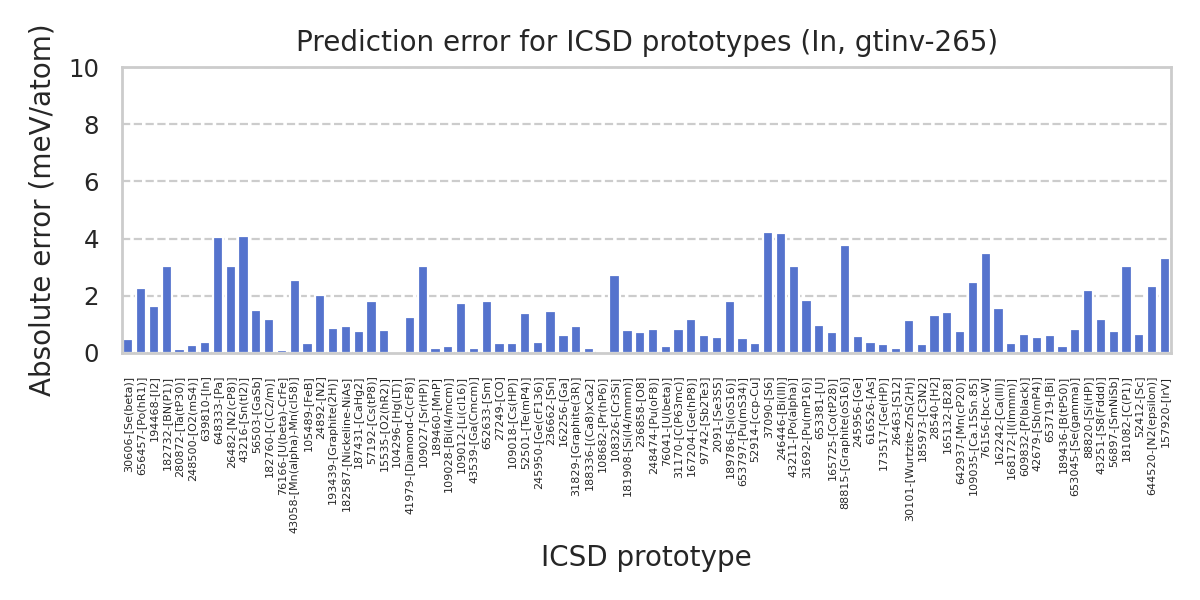 Prediction error for ICSD prototypes (In, gtinv-265)
Absolute error (meV/atom)
10
8
6
4
2
0
306006-[Se(beta)]
656457-[Po(hR1)]
194468-[I2]
182732-[BN(P1)]
280872-[Ta(tP30)]
248500-[O2(mS4)]
639810-[In]
648333-[Pa]
26482-[N2(cP8)]
43216-[Sn(tI2)]
56503-[GaSb]
182760-[C(C2/m)]
76166-[U(beta)-CrFe]
43058-[Mn(alpha)-Mn(cI58)]
1054899-[FeB]
24892-[N2]
193439-[Graphite(2H)]
182587-[Nickeline-NiAs]
187431-[CaHg2]
57192-[Cs(tP8)]
15535-[O2(hR2)]
104296-[Hg(LT)]
41979-[Diamond-C(cF8)]
109027-[Sr(HP)]
189460-[MnP]
109028-[Bi(I4/mcm)]
109012-[Li(cI16)]
43539-[Ga(Cmcm)]
652633-[Sm]
27249-[CO]
109018-[Cs(HP)]
52501-[Te(mP4)]
245950-[Ge(cF136)]
236662-[Sn]
162256-[Ga]
31829-[Graphite(3R)]
188336-[(Ca8)xCa2]
108682-[Pr(hP6)]
108326-[Cr3Si]
181908-[Si(I4/mmm)]
236858-[O8]
248474-[Pu(oF8)]
76041-[U(beta)]
31170-[C(P63mc)]
167204-[Ge(hP8)]
97742-[Sb2Te3]
2091-[Se3S5]
189786-[Si(oS16)]
653797-[Pu(mS34)]
52914-[ccp-Cu]
37090-[S6]
246446-[Bi(III)]
43211-[Po(alpha)]
31692-[Pu(mP16)]
653381-[U]
165725-[Co(tP28)]
88815-[Graphite(oS16)]
245956-[Ge]
616526-[As]
173517-[Ge(HP)]
26463-[S12]
30101-[Wurtzite-ZnS(2H)]
185973-[C3N2]
28540-[H2]
165132-[B28]
642937-[Mn(cP20)]
109035-[Ca.15Sn.85]
76156-[bcc-W]
162242-[Ca(III)]
168172-[I(Immm)]
609832-[P(black)]
426729-[Sb(mP4)]
653719-[Bi]
189436-[B(tP50)]
653045-[Se(gamma)]
88820-[Si(HP)]
43251-[S8(Fddd)]
56897-[SmNiSb]
181082-[C(P1)]
52412-[Sc]
644520-[N2(epsilon)]
157920-[IrV]
ICSD prototype